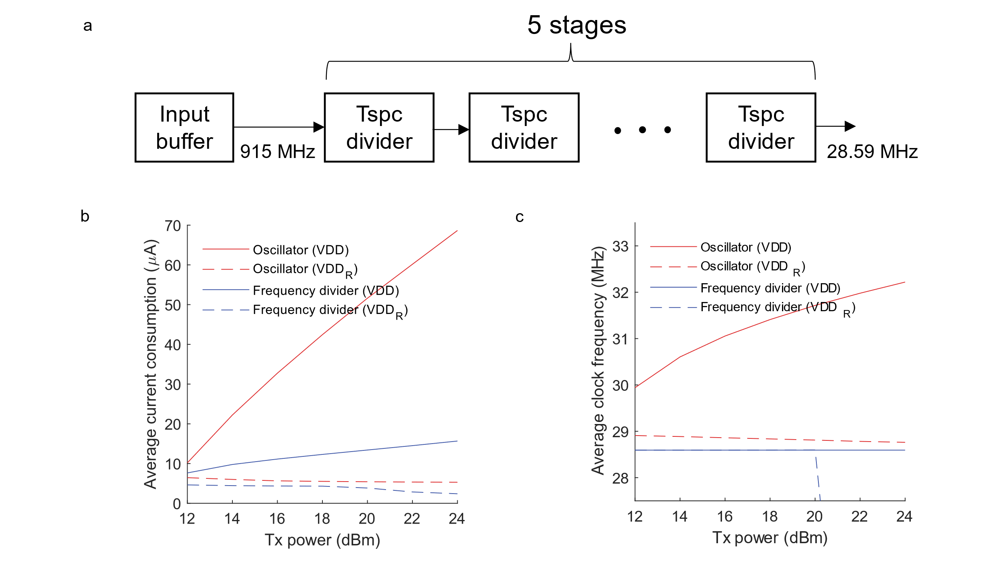 a
5 stages
Input
buffer
915 MHz
Tspc
divider
Tspc
divider
Tspc
divider
28.59 MHz
b
Average current consumption (μA)
70
60
50
40
30
20
10
0
Oscillator (VDD)
Oscillator (VDD R)
Frequency divider (VDD)
Frequency divider (VDD R)
12 14 16 18 20 22 24
Tx power (dBm)
c
Average clock frequency (MHz)
33
32
31
30
29
28
Oscillator (VDD)
Oscillator (VDD R)
Frequency divider (VDD)
Frequency divider (VDD R)
12 14 16 18 20 22 24
Tx power (dBm)